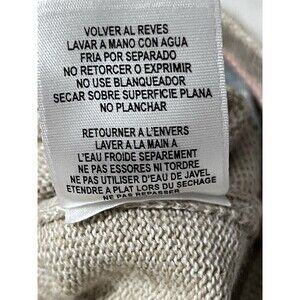 VOLVER AL REVES
LAVAR A MANO CON AGUA
FRIA POR SEPARADO
NO RETORCER O EXPRIMIR
NO USE BLANQUEADOR
SECAR SOBRE SUPERFICIE PLANA
NO PLANCHAR
RETOURNER A L'ENVERS
LAVER A LA MAIN A
L'EAU FROIDE SEPAREMENT
NE PAS ESSORES NI TORDRE
NE PAS UTILISER D'EAU DE JAVEL
ETENDRE A PLAT LORS DU SECHAGE
NE PAS REPASSER